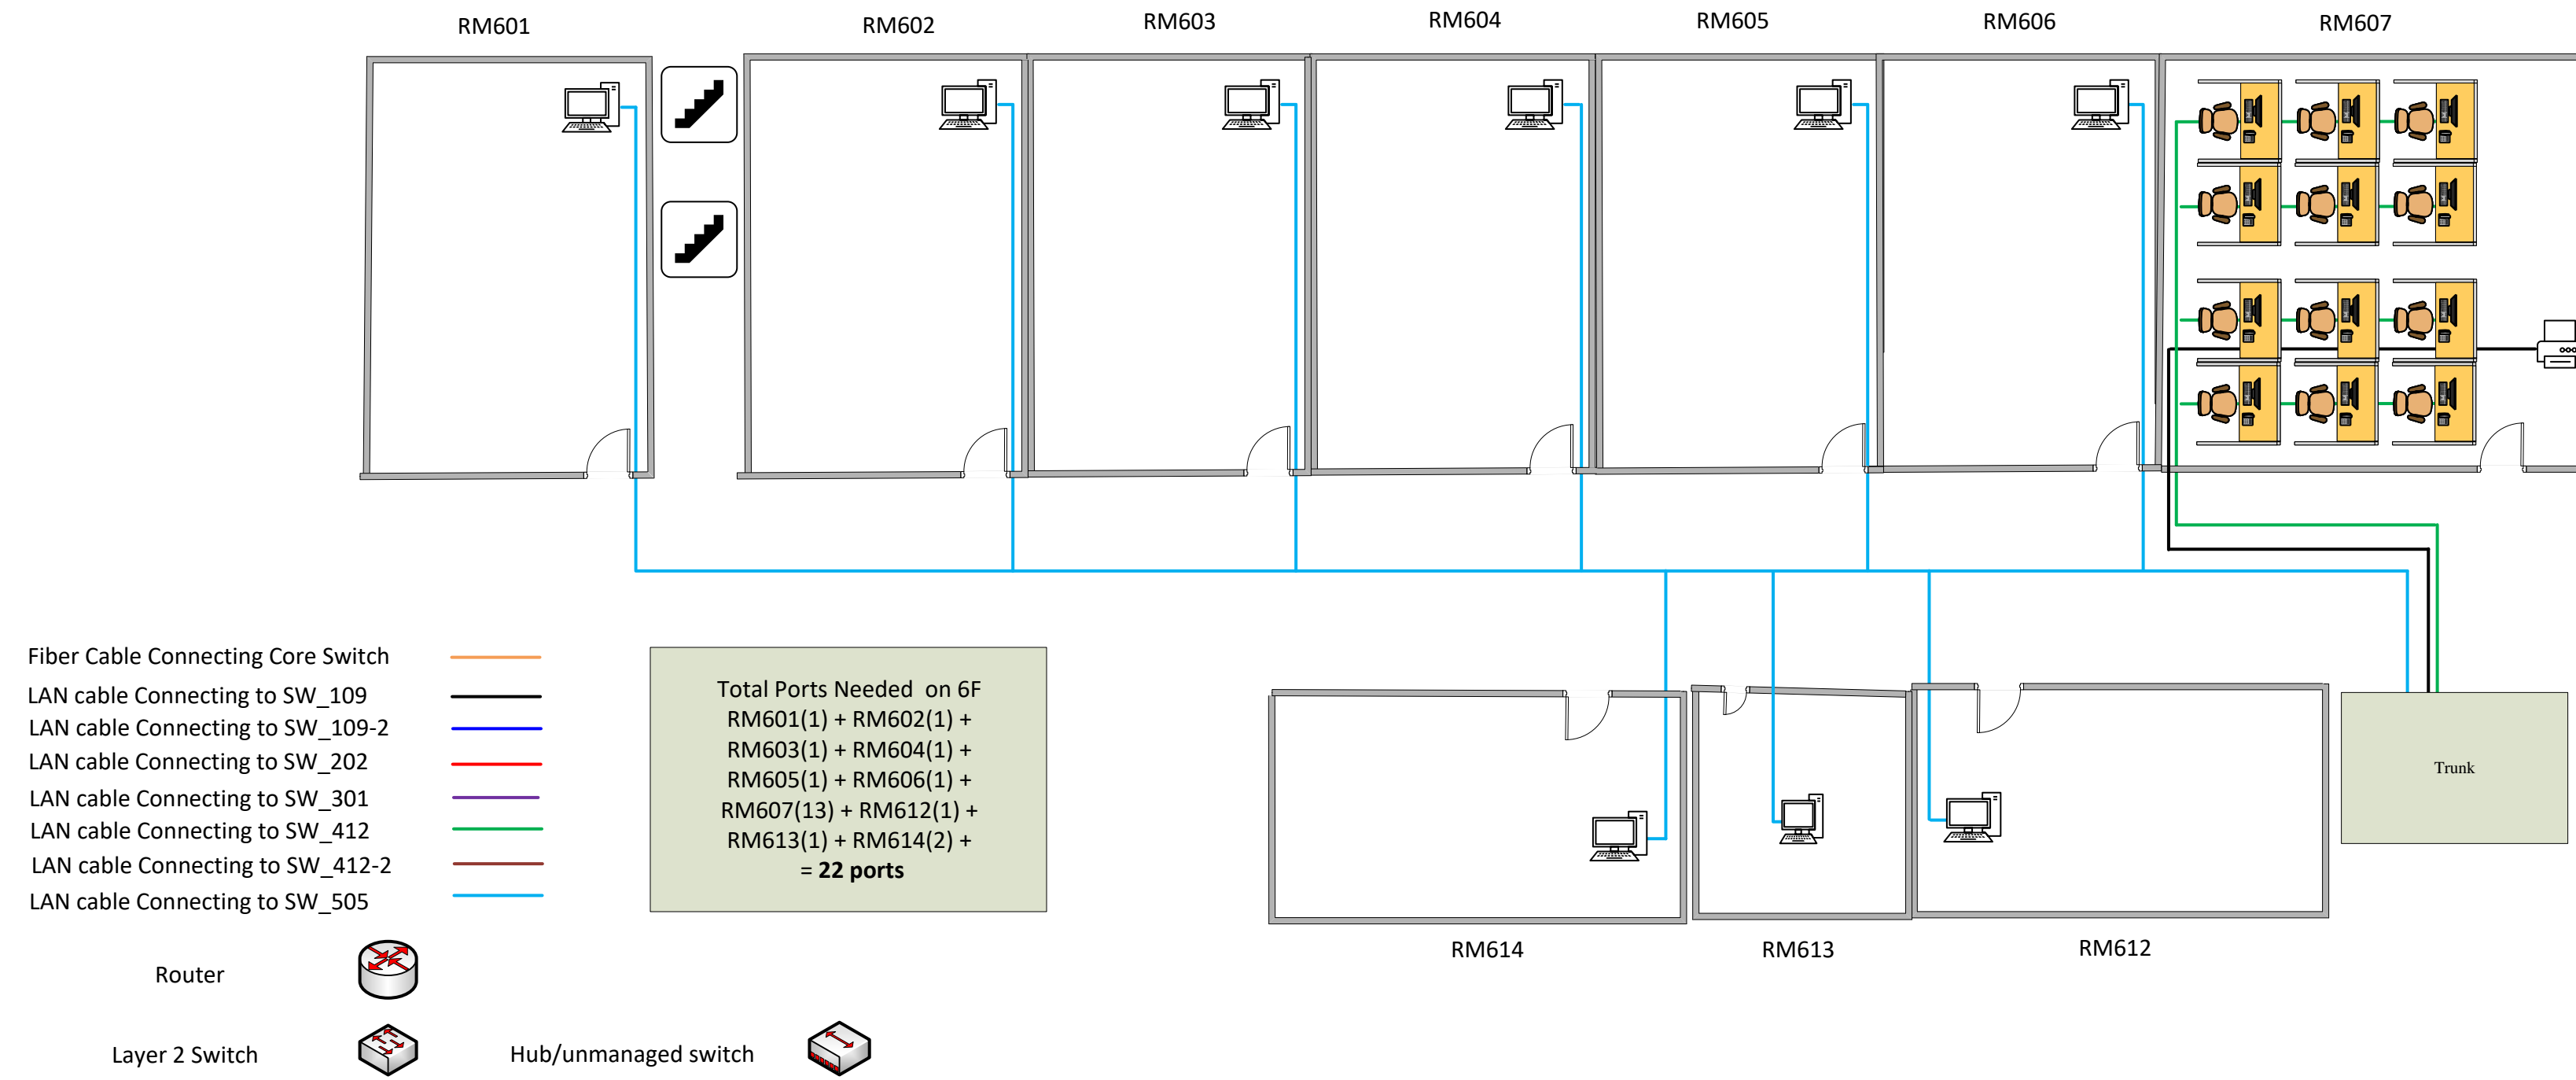 RM601
RM602
RM603
RM604
RM605
RM606
RM607
Fiber Cable Connecting Core Switch
LAN cable Connecting to SW_109
LAN cable Connecting to SW_109-2
LAN cable Connecting to SW_202
LAN cable Connecting to SW_301
LAN cable Connecting to SW_412
LAN cable Connecting to SW_412-2
LAN cable Connecting to SW_505
Total Ports Needed on 6F
RM601(1) + RM602(1) +
RM603(1) + RM604(1) +
RM605(1) + RM606(1) +
RM607(13) + RM612(1) +
RM613(1) + RM614(2) +
= 22 ports
Trunk
RM614
RM613
RM612
Router
Layer 2 Switch
Hub/unmanaged switch